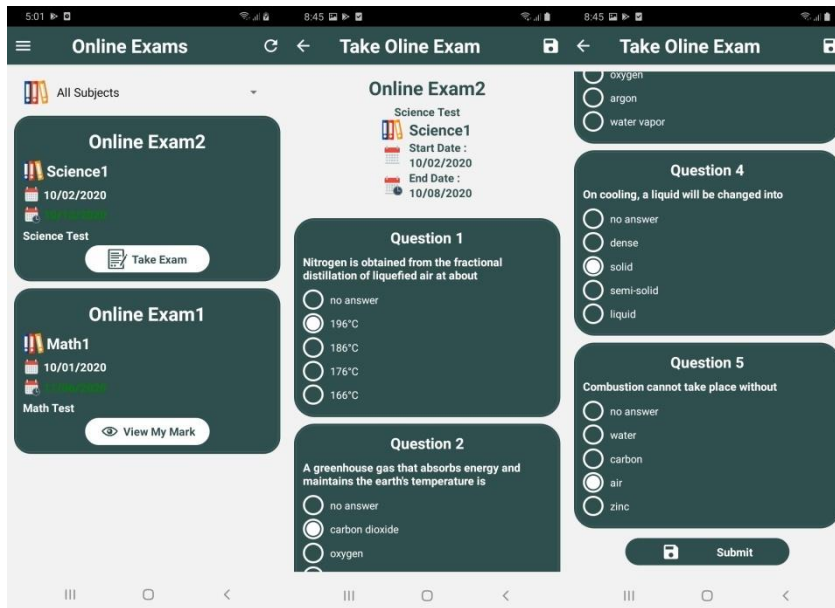 5:01
Online Exams
All Subjects
Online Exam2
Science1
10/02/2020
Science Test
Take Exam
Online Exam1
Math1
10/01/2020
Math Test
View My Mark
8:45
Take Oline Exam
Online Exam2
Science Test
Science1
Start Date :
10/02/2020
End Date :
10/08/2020
Question 1
Nitrogen is obtained from the fractional
distillation of liquefied air at about
no answer
196°C
186°C
176°C
166°C
Question 2
A greenhouse gas that absorbs energy and
maintains the earth's temperature is
no answer
carbon dioxide
oxygen
8:45
Take Oline Exam
oxygen
argon
water vapor
Question 4
On cooling, a liquid will be changed into
no answer
dense
solid
semi-solid
liquid
Question 5
Combustion cannot take place without
no answer
water
carbon
air
zinc
Submit